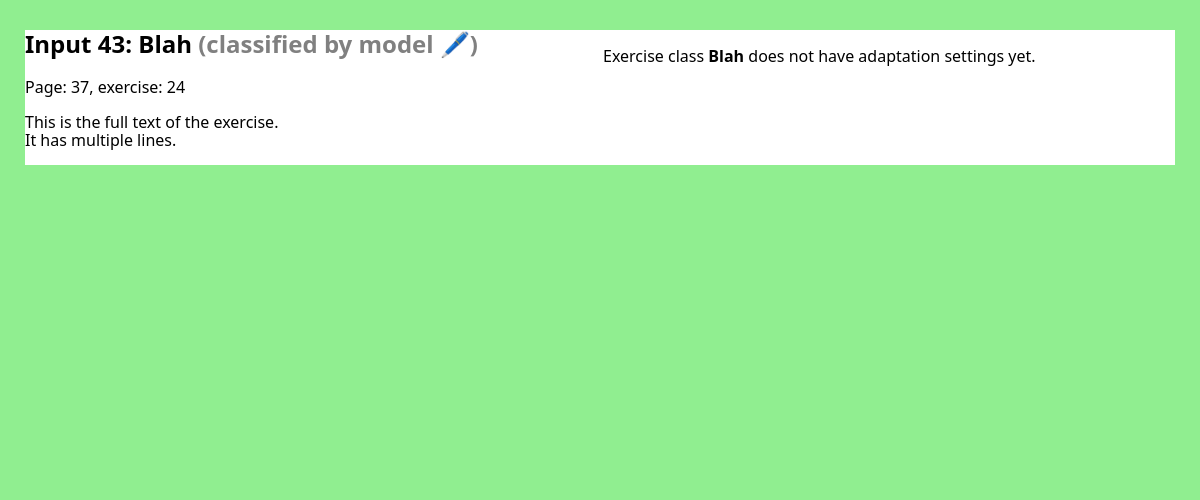 Input 43: Blah (classified by model 🖊️)
Page: 37, exercise: 24
This is the full text of the exercise.
It has multiple lines.
Exercise class Blah does not have adaptation settings yet.